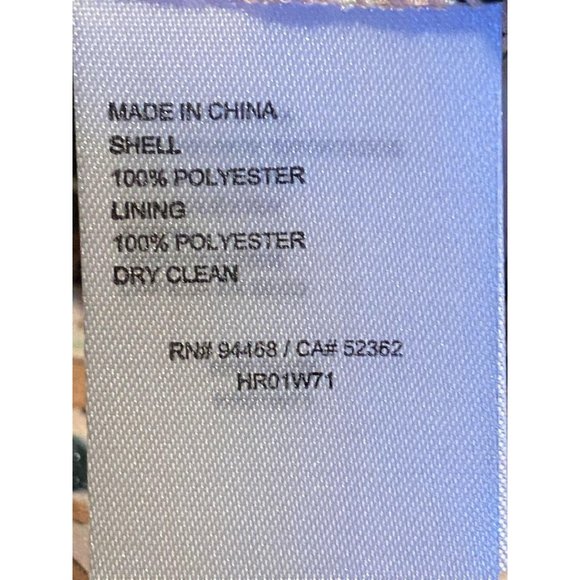 MADE IN CHINA
SHELL
100% POLYESTER
LINING
100% POLYESTER
DRY CLEAN
RN# 94468 / CA# 52362
HR01W71